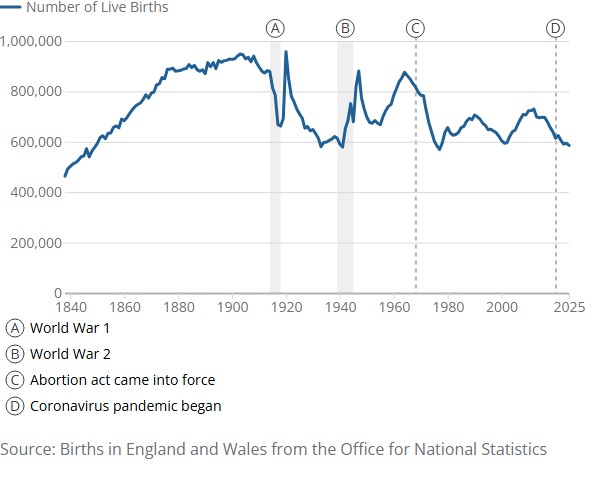 Number of Live Births
A B C D
1,000,000
800,000
600,000
400,000
200,000
0
1840 1860 1880 1900 1920 1940 1960 1980 2000 2025
A World War 1
B World War 2
C Abortion act came into force
D Coronavirus pandemic began
Source: Births in England and Wales from the Office for National Statistics